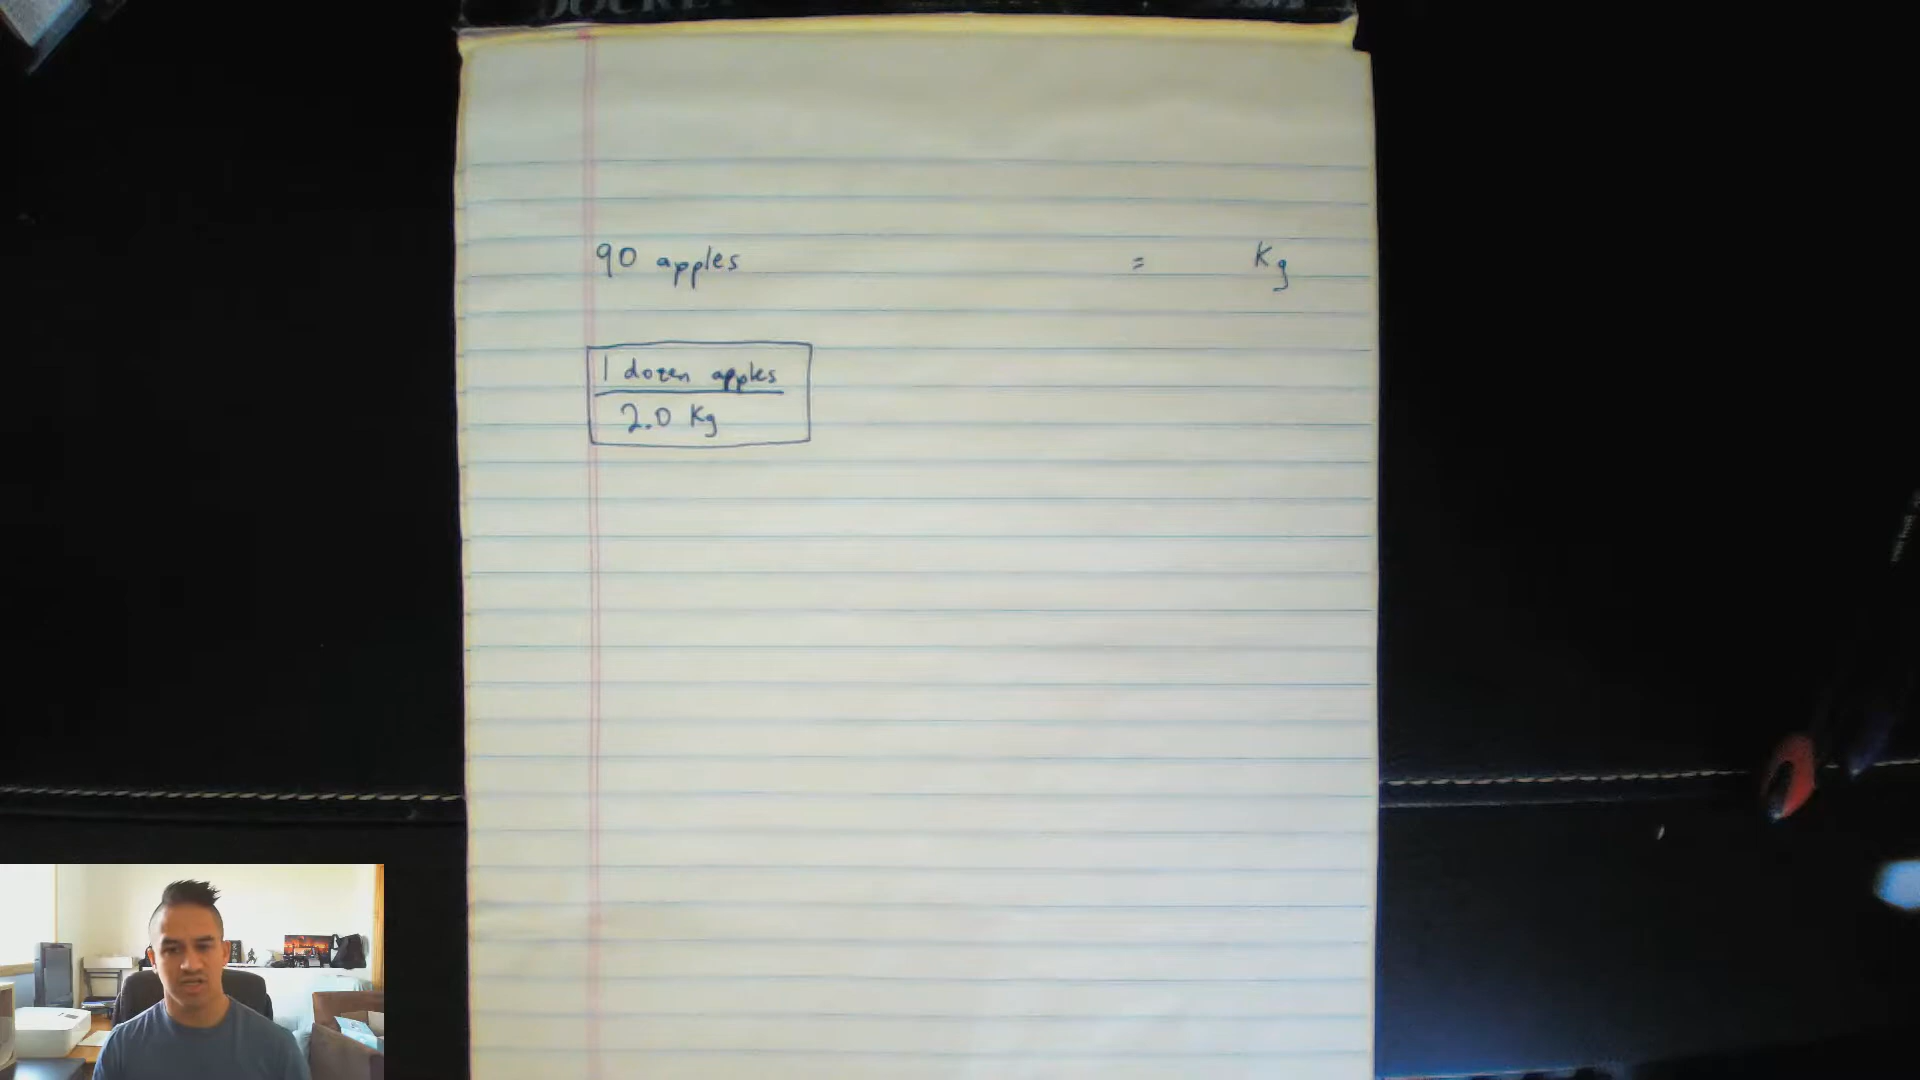 90 apples = Kg
1 dozen apples
2.0 Kg